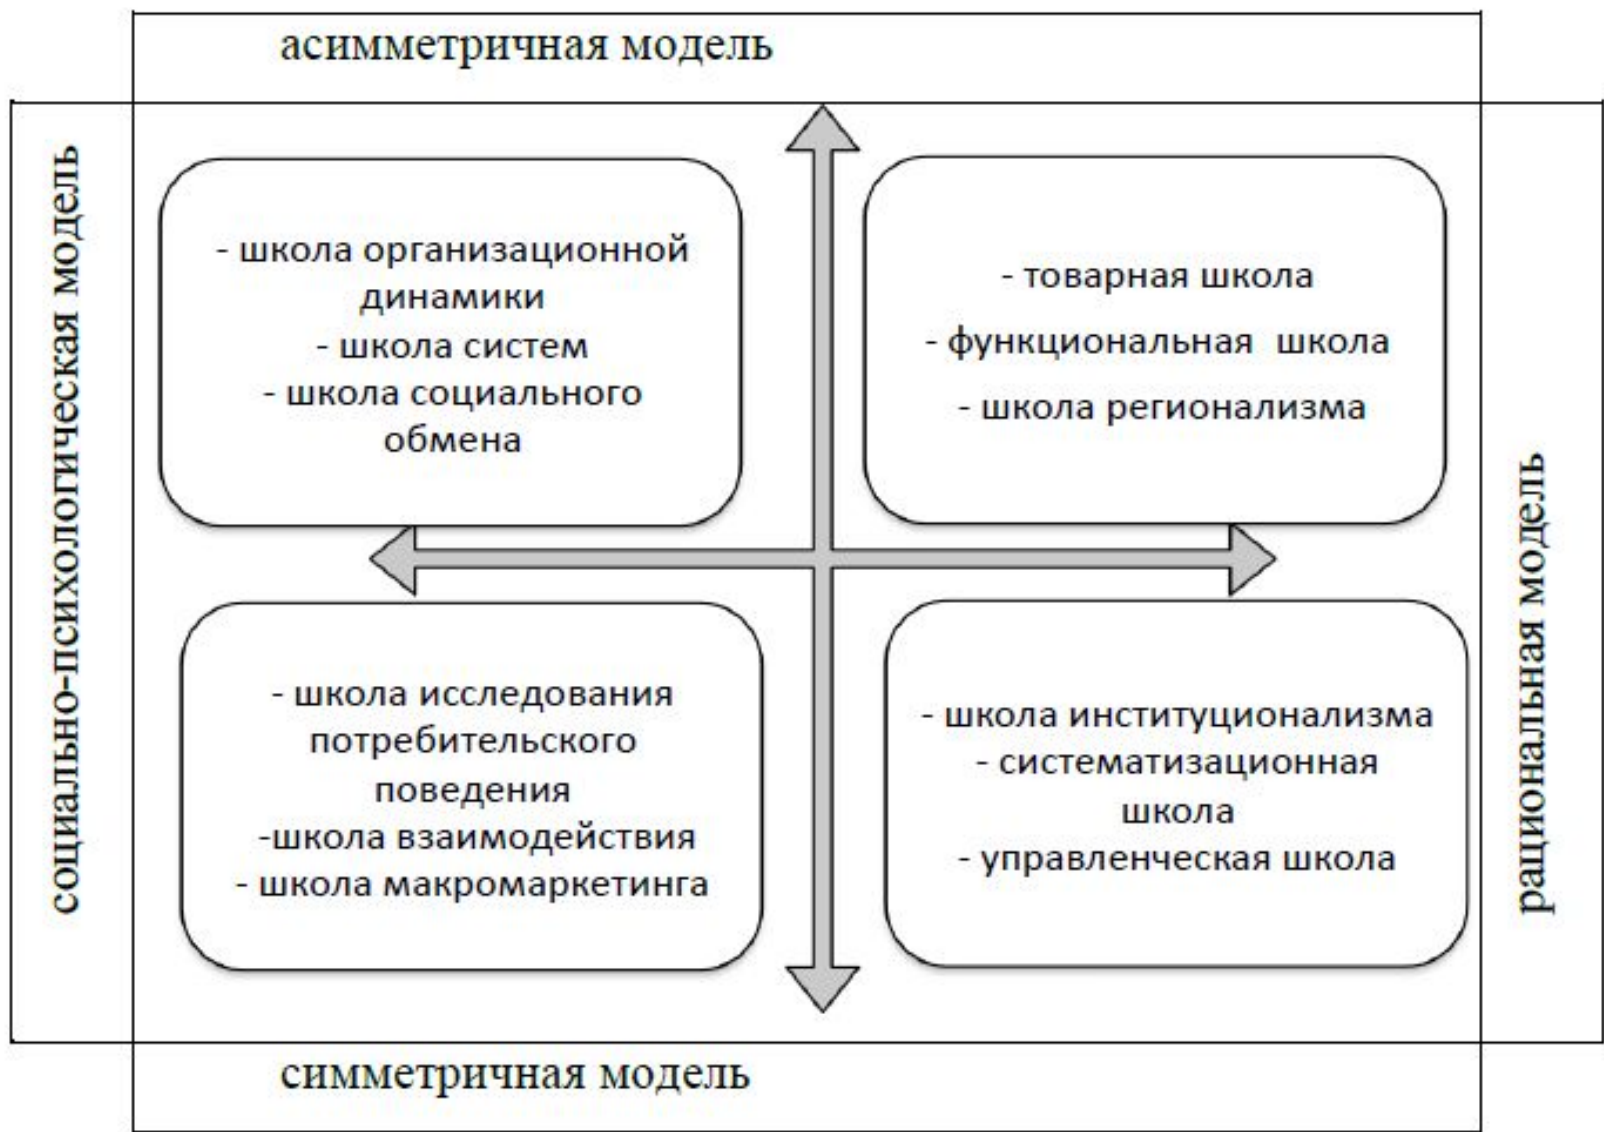 асимметричная модель
социально-психологическая модель
- школа организационной
динамики
- школа систем
- школа социального
обмена
- товарная школа
- функциональная школа
- школа регионализма
рациональная модель
- школа исследования
потребительского
поведения
-школа взаимодействия
- школа макромаркетинга
- школа институционализма
- систематизационная
школа
- управленческая школа
симметричная модель